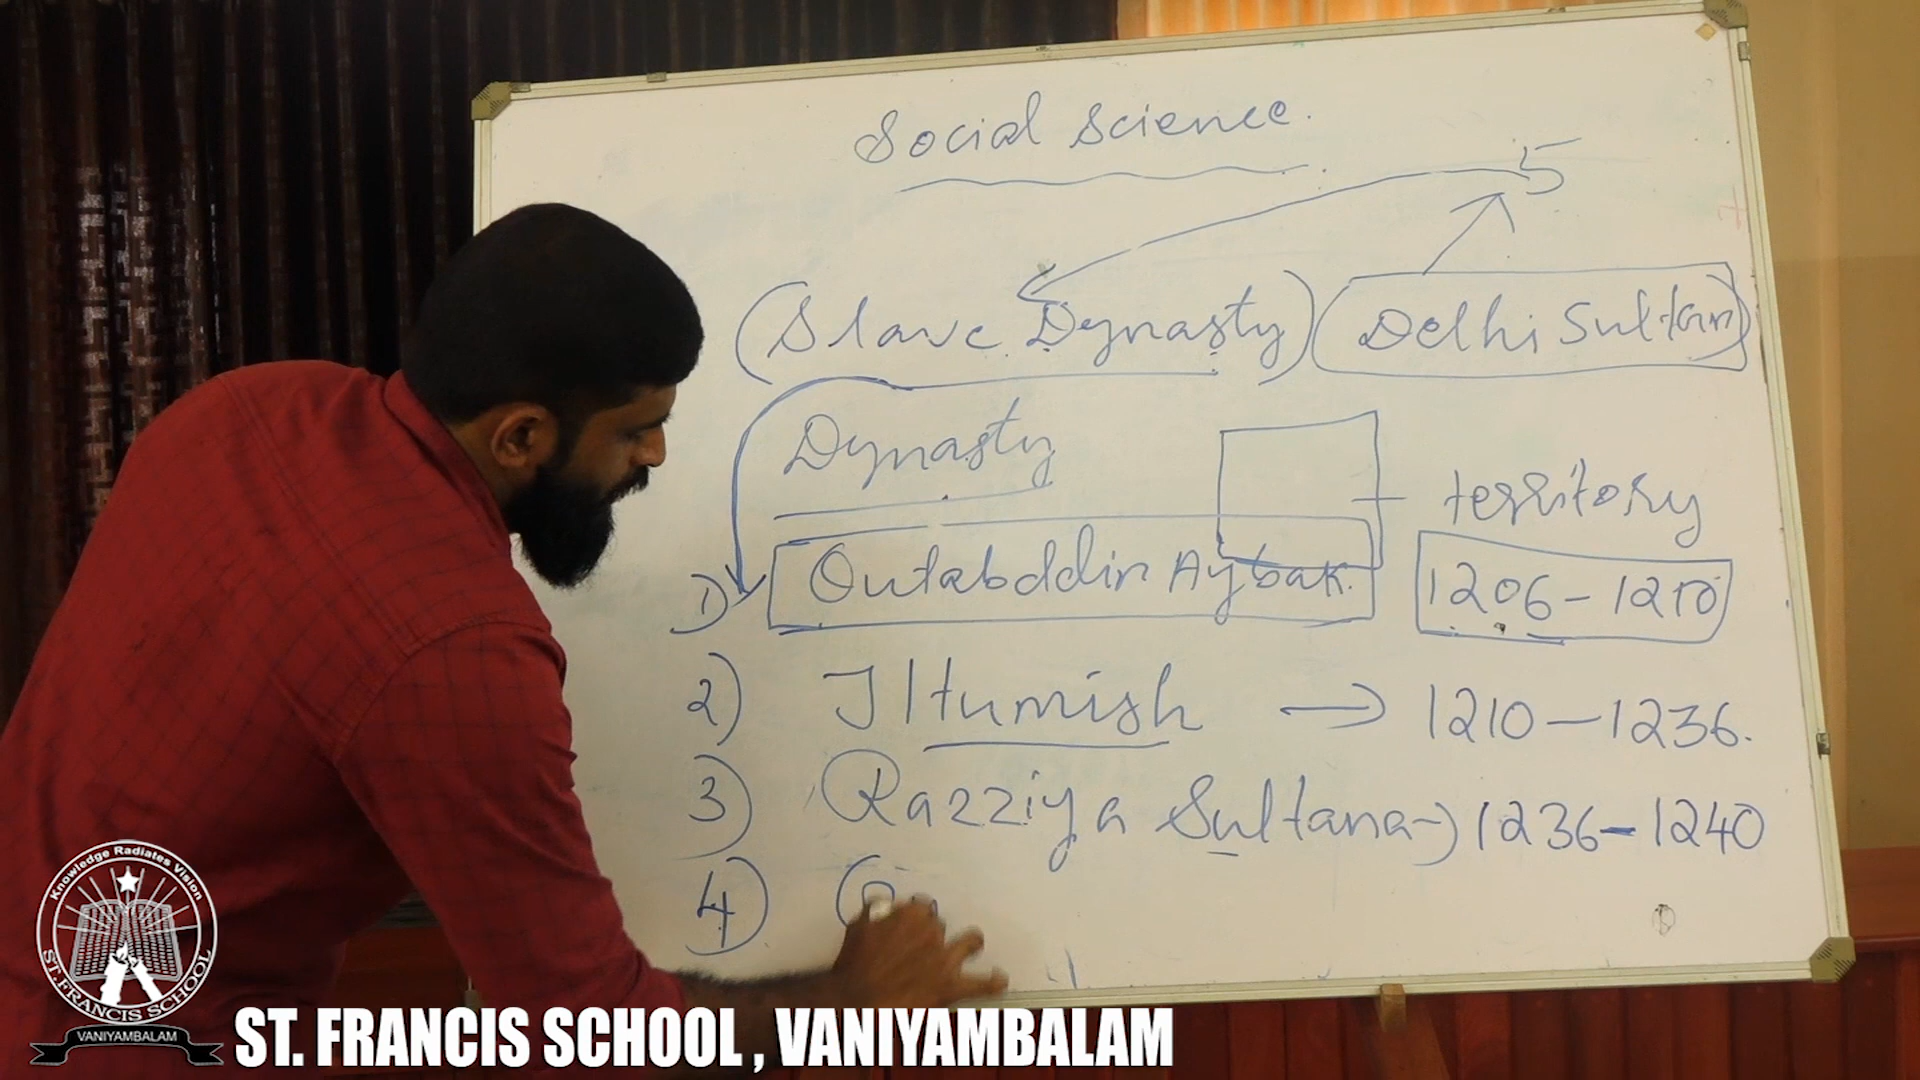 Social Science.
5
(Slave Dynasty) (Delhi Sultan)
Dynasty
territory
1) Qutabddin Aybak. 1206-1210
2) Iltumish → 1210-1236.
3) Razziya Sultana→ 1236-1240
4)
Knowledge Radiates Vision
ST. FRANCIS SCHOOL
VANIYAMBALAM
ST. FRANCIS SCHOOL, VANIYAMBALAM